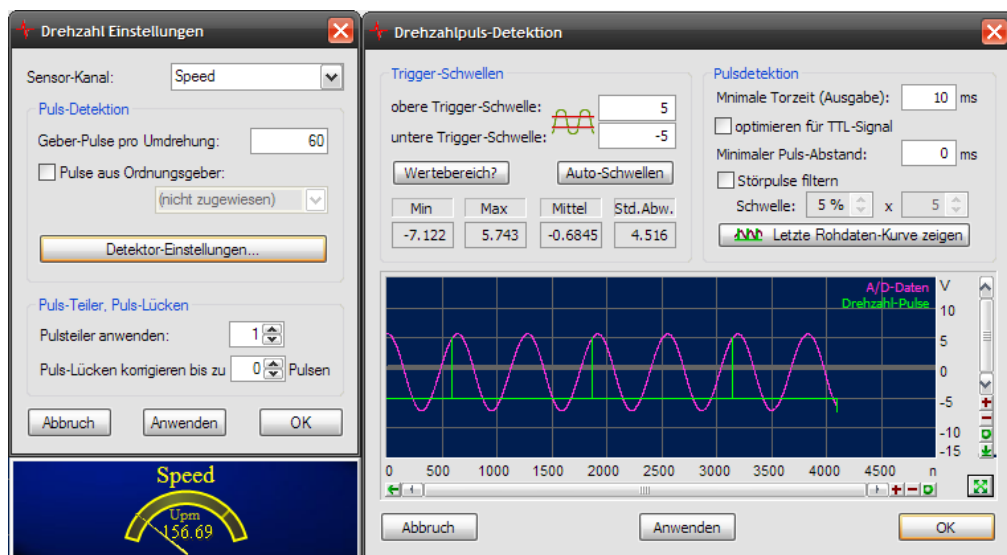 Drehzahl Einstellungen
Sensor-Kanal: Speed
Puls-Detektion
Geber-Pulse pro Umdrehung: 60
Pulse aus Ordnungsgeber:
(nicht zugewiesen)
Detektor-Einstellungen...
Puls-Teiler, Puls-Lücken
Pulsteiler anwenden: 1
Puls-Lücken korrigieren bis zu 0 Pulsen
Abbruch Anwenden OK
Speed
Upm
156.69
Drehzahlpuls-Detektion
Trigger-Schwellen
obere Trigger-Schwelle: 5
untere Trigger-Schwelle: -5
Wertebereich? Auto-Schwellen
Min Max Mittel Std.Abw.
-7.122 5.743 -0.6845 4.516
Pulsdetektion
Mnimale Torzeit (Ausgabe): 10 ms
optimieren für TTL-Signal
Minimaler Puls-Abstand: 0 ms
Störpulse filtern
Schwelle: 5 % x 5
Letzte Rohdaten-Kurve zeigen
A/D-Daten V
Drehzahl-Pulse
10
5
0
-5
-10
-15
0 500 1000 1500 2000 2500 3000 3500 4000 4500 n
Abbruch Anwenden OK